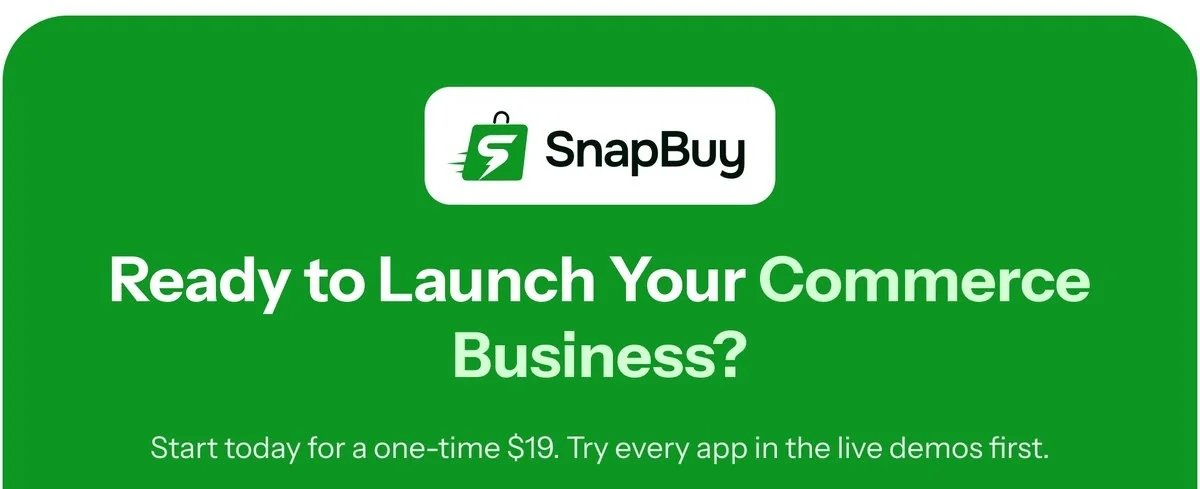 SnapBuy
Ready to Launch Your Commerce
Business?
Start today for a one-time $19. Try every app in the live demos first.